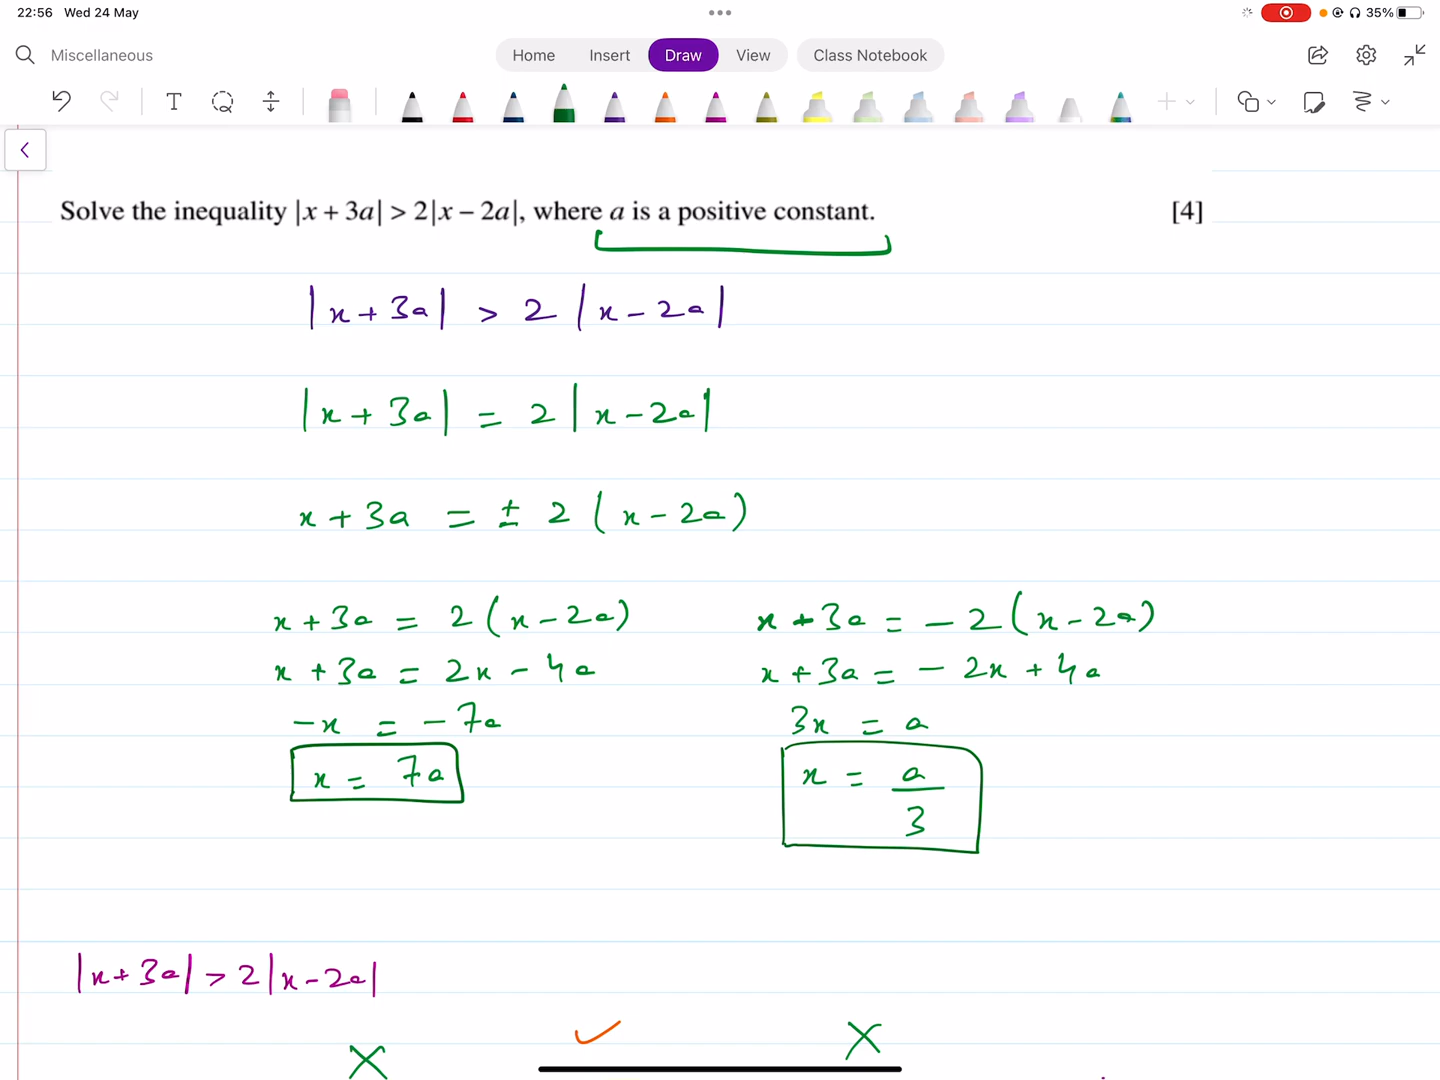 22:56 Wed 24 May
35%
Miscellaneous
Home Insert Draw View Class Notebook
T
Solve the inequality |x + 3a| > 2|x − 2a|, where a is a positive constant. [4]
|x + 3a| > 2 |x − 2a|
|x + 3a| = 2 |x − 2a|
x + 3a = ± 2 (x − 2a)
x + 3a = 2 (x − 2a)
x + 3a = 2x − 4a
−x = −7a
x = 7a
x + 3a = − 2 (x − 2a)
x + 3a = − 2x + 4a
3x = a
x = a/3
|x + 3a| > 2 |x − 2a|
✓
X X